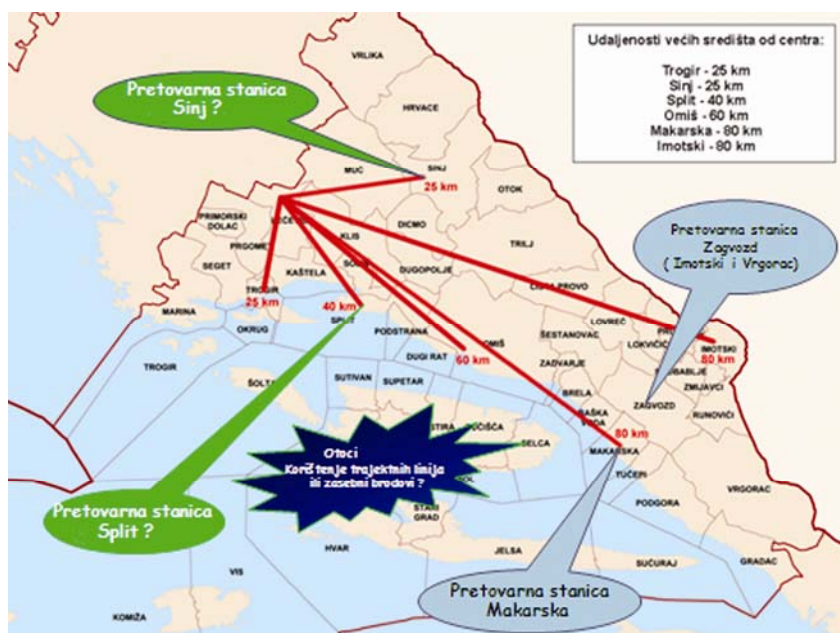 Udaljenosti većih središta od centra:
Trogir - 25 km
Sinj - 25 km
Split - 40 km
Omiš - 60 km
Makarska - 80 km
Imotski - 80 km
VRLIKA
Pretovarna stanica
Sinj ?
HRVACE
MUĆ
SINJ
25 km
OTOK
PRIMORSKI
DOLAC
KLIS
DICMO
TRILJ
Pretovarna stanica
Zagvozd
( Imotski i Vrgorac)
PRGOMET
SEGET
KAŠTELA
DUGOPOLJE
TROGIR
25 km
MARINA
40 km
SPLIT
OKRUG
PODSTRANA
ŠESTANOVAC
LOVREĆ
LOKVIČIĆ
IMOTSKI
80 km
TROGIR
DUGI RAT
60 km
ZADVARJE
ZMIJAVCI
ŠOLTA
SUTIVAN
SUPETAR
BRELA
ZAGVOZD
RUNOVIĆI
BAŠKA
VODA
80 km
SELCA
MAKARSKA
Otoci
Korištenje trajektnih linija
ili zasebni brodovi ?
TUČEPI
Pretovarna stanica
Split ?
STARI
GRAD
PODGORA
VRGORAC
HVAR
JELSA
SUĆURAJ
GRADAC
VIS
Pretovarna stanica
Makarska
KOMIŽA